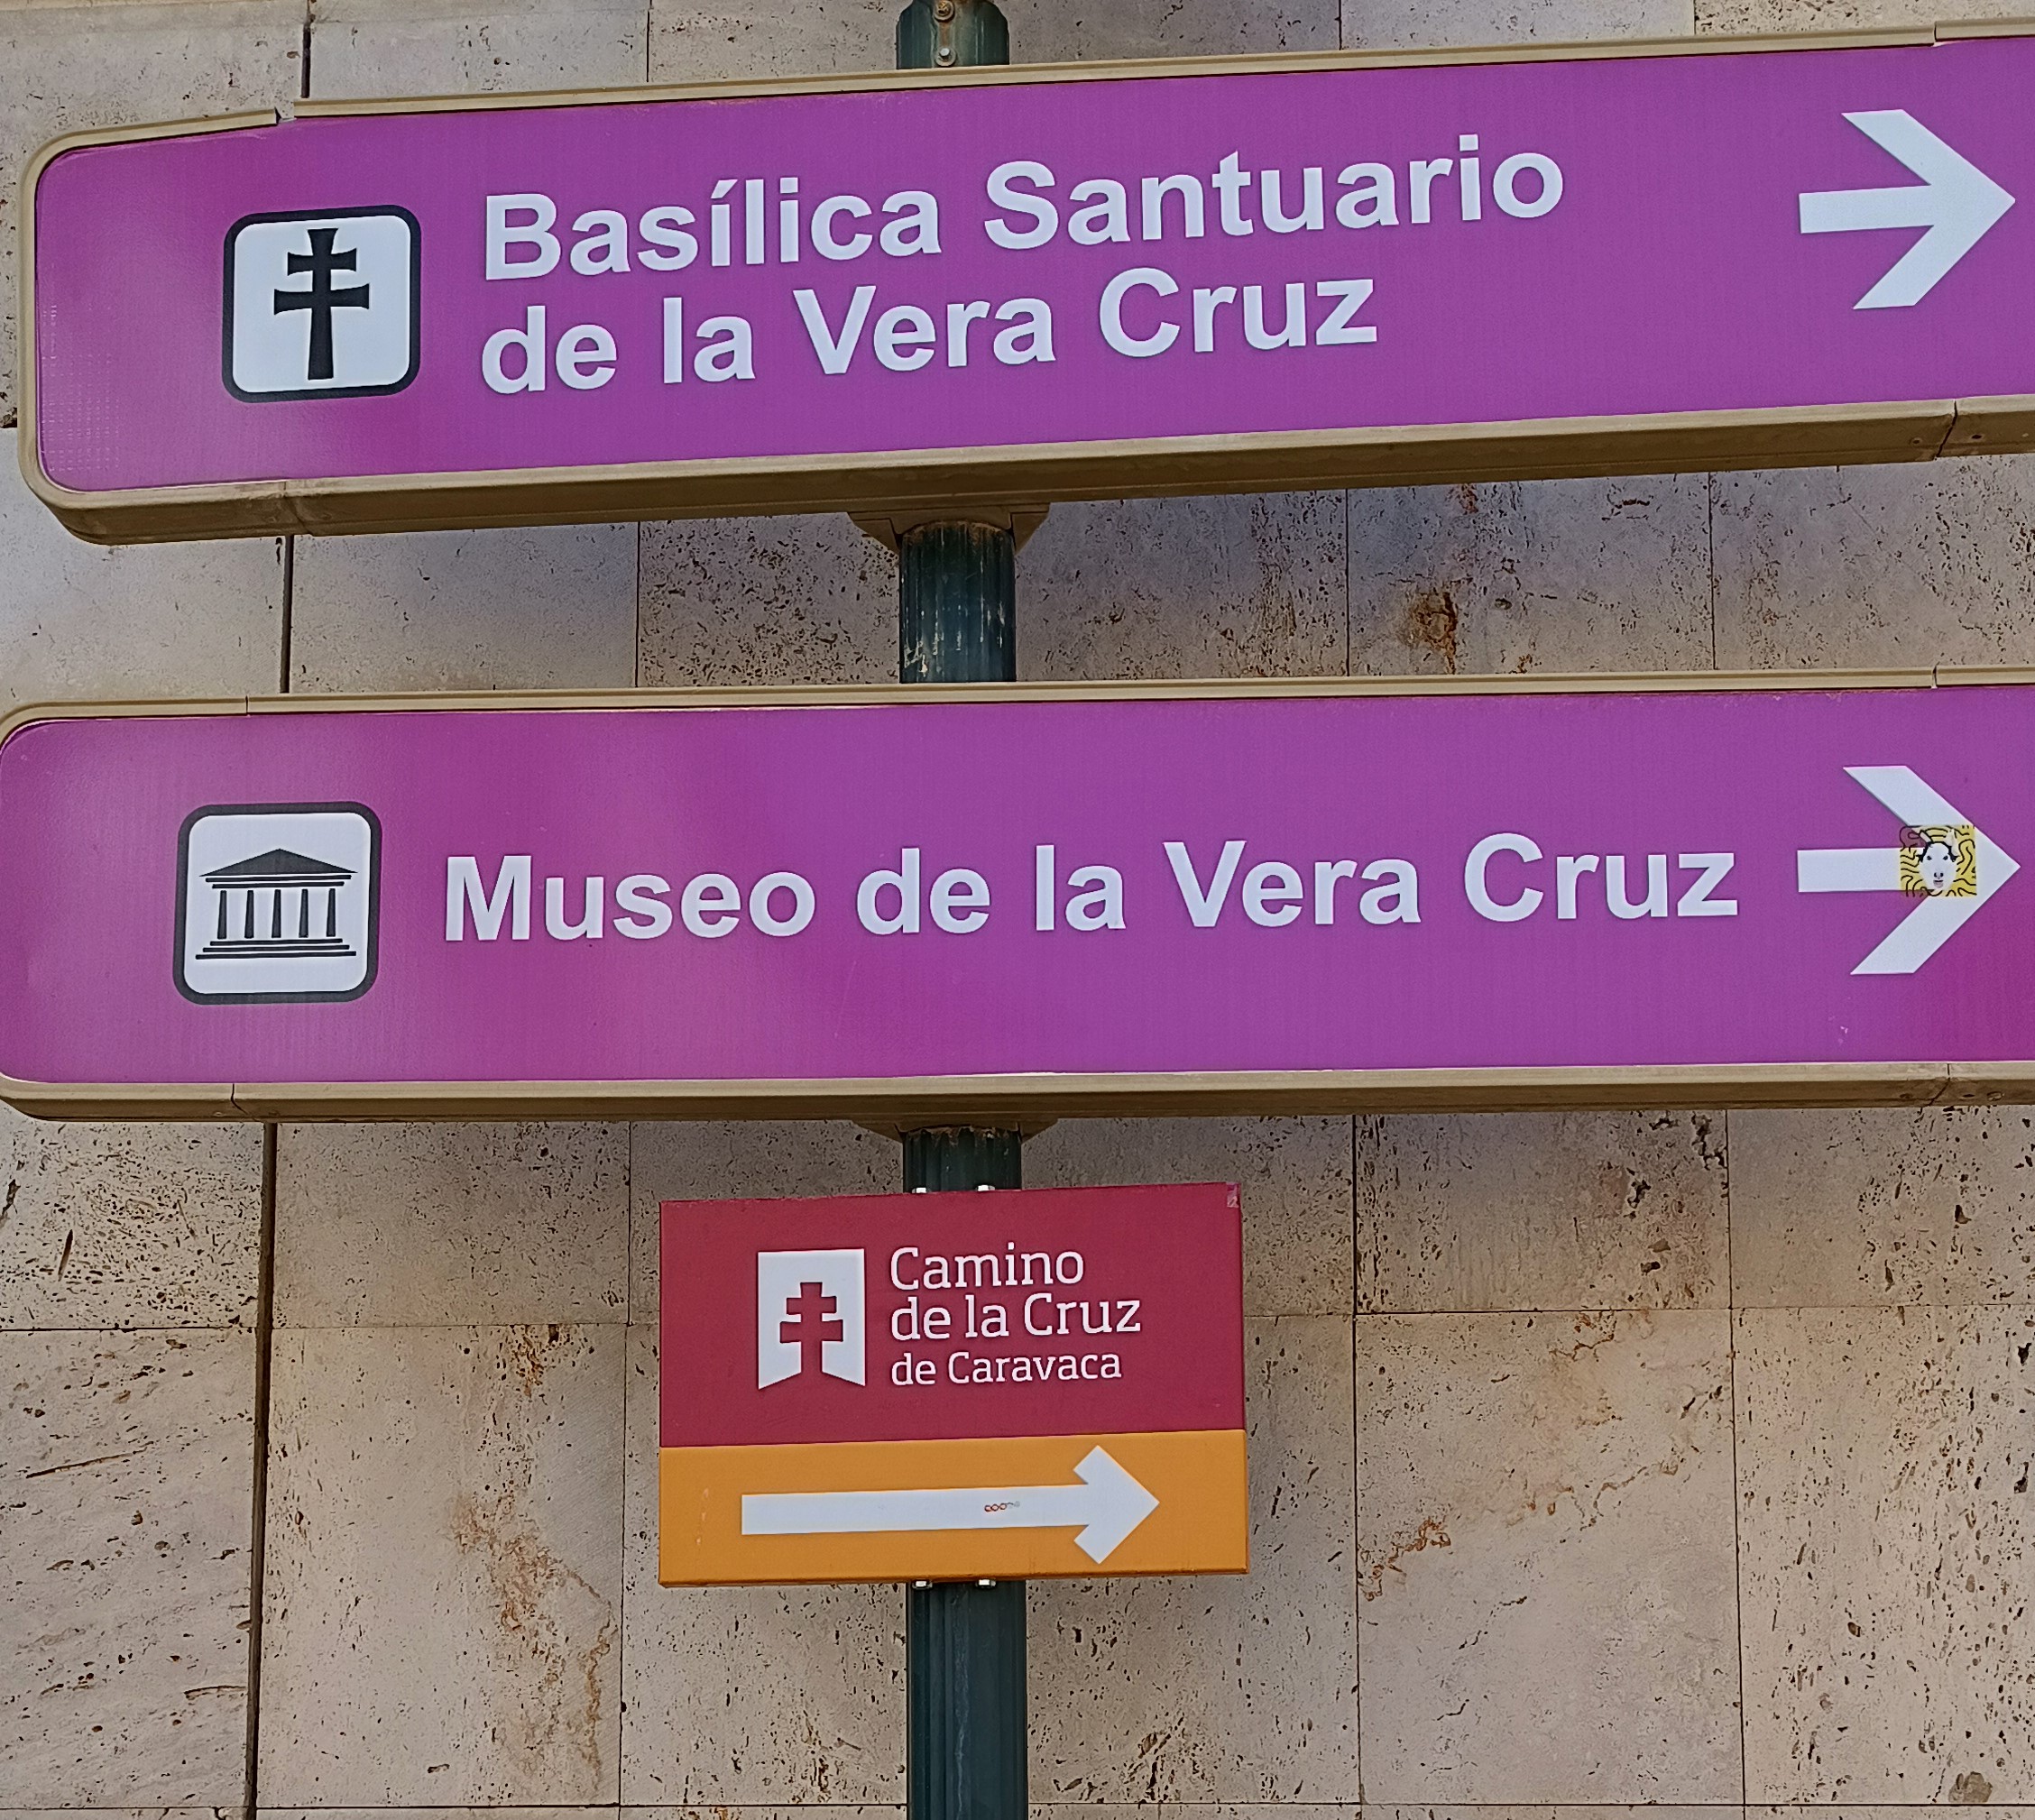 Basílica Santuario
de la Vera Cruz
Museo de la Vera Cruz
Camino
de la Cruz
de Caravaca